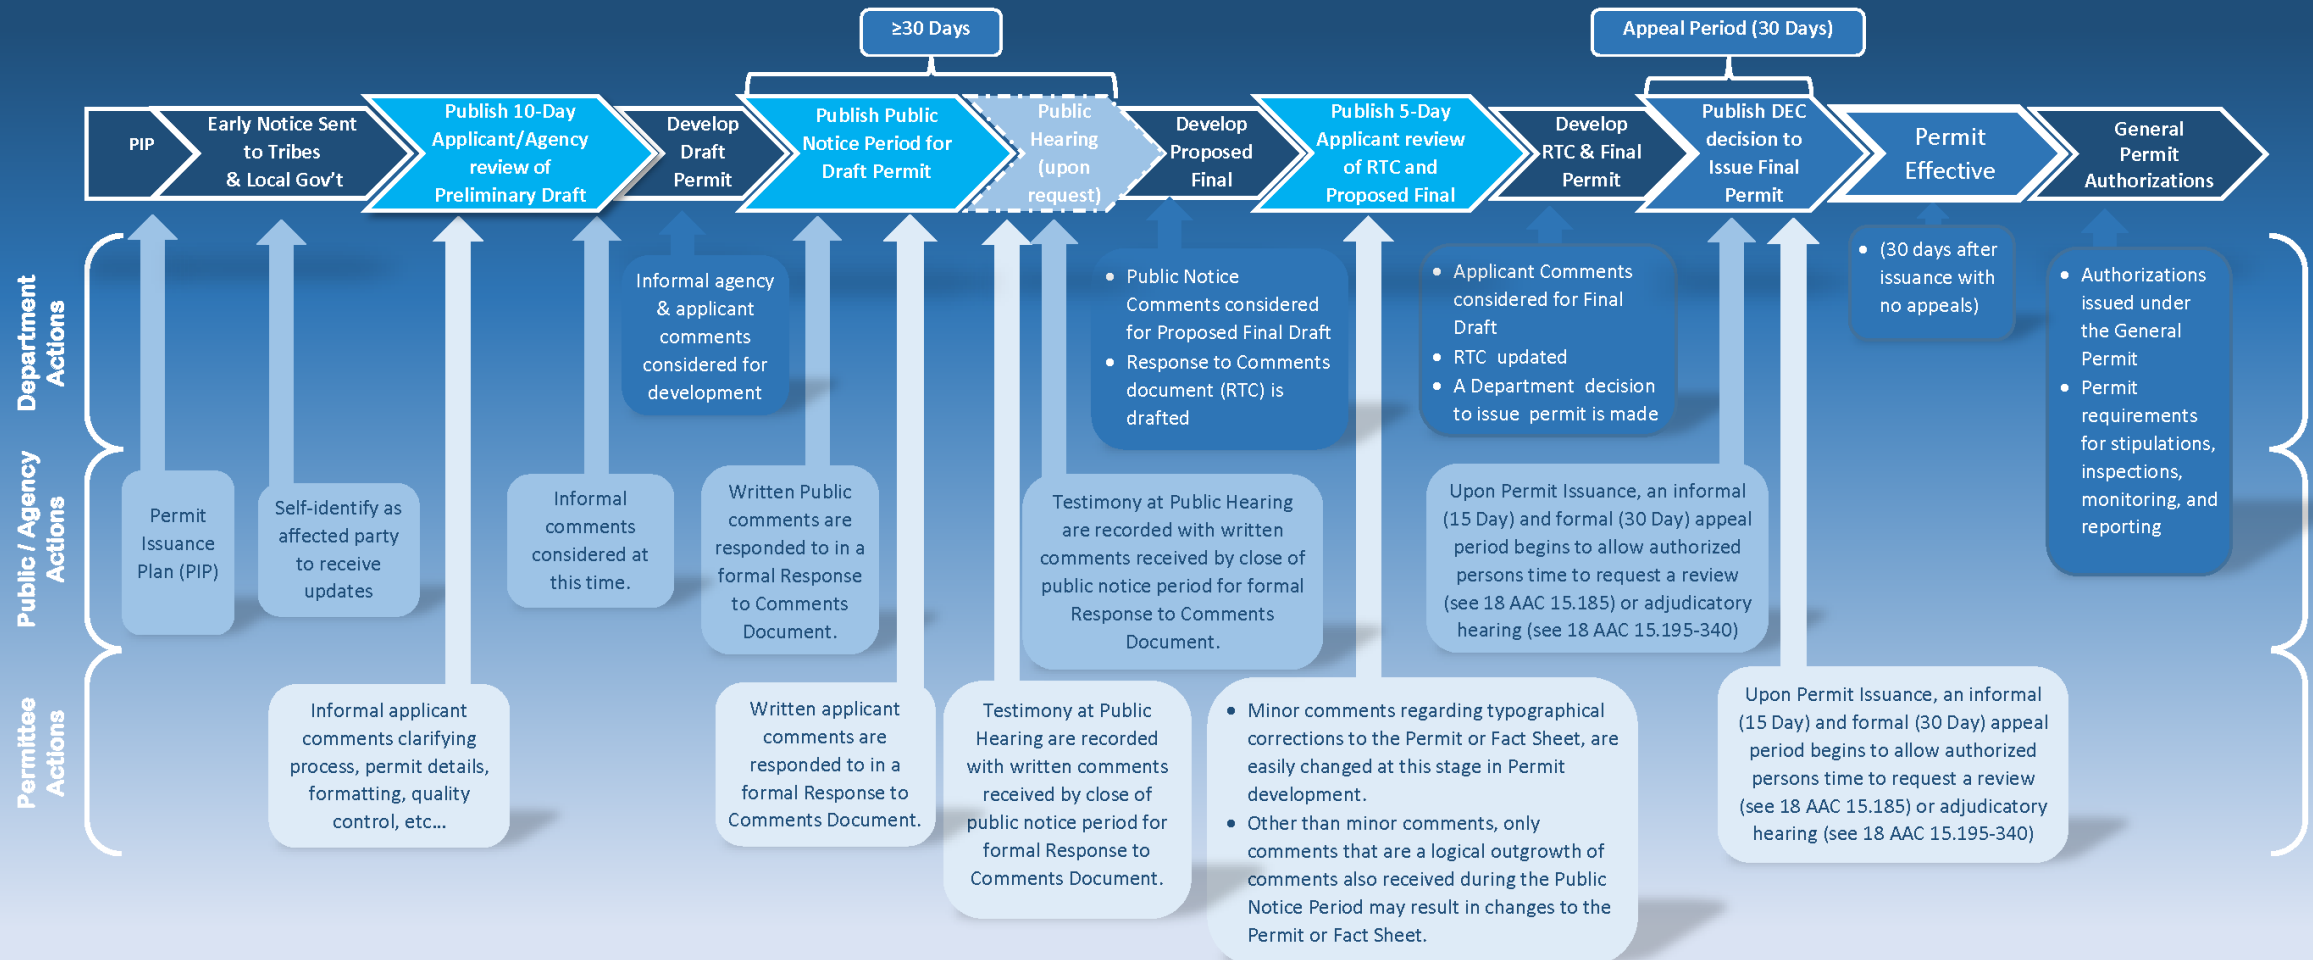 ≥30 Days
Appeal Period (30 Days)
PIP
Early Notice Sent
to Tribes
& Local Gov't
Publish 10-Day
Applicant/Agency
review of
Preliminary Draft
Develop
Draft
Permit
Publish Public
Notice Period for
Draft Permit
Public
Hearing
(upon
request)
Develop
Proposed
Final
Publish 5-Day
Applicant review
of RTC and
Proposed Final
Develop
RTC & Final
Permit
Publish DEC
decision to
Issue Final
Permit
Permit
Effective
General
Permit
Authorizations
Department
Actions
Informal agency
& applicant
comments
considered for
development
• Public Notice
Comments considered
for Proposed Final Draft
• Response to Comments
document (RTC) is
drafted
• Applicant Comments
considered for Final
Draft
• RTC updated
• A Department decision
to issue permit is made
• (30 days after
issuance with
no appeals)
• Authorizations
issued under
the General
Permit
• Permit
requirements
for stipulations,
inspections,
monitoring, and
reporting
Public / Agency
Actions
Permit
Issuance
Plan (PIP)
Self-identify as
affected party
to receive
updates
Informal
comments
considered at
this time.
Written Public
comments are
responded to in a
formal Response
to Comments
Document.
Testimony at Public Hearing
are recorded with written
comments received by close of
public notice period for formal
Response to Comments
Document.
Upon Permit Issuance, an informal
(15 Day) and formal (30 Day) appeal
period begins to allow authorized
persons time to request a review
(see 18 AAC 15.185) or adjudicatory
hearing (see 18 AAC 15.195-340)
Permittee
Actions
Informal applicant
comments clarifying
process, permit details,
formatting, quality
control, etc...
Written applicant
comments are
responded to in a
formal Response to
Comments Document.
Testimony at Public
Hearing are recorded
with written comments
received by close of
public notice period for
formal Response to
Comments Document.
• Minor comments regarding typographical
corrections to the Permit or Fact Sheet, are
easily changed at this stage in Permit
development.
• Other than minor comments, only
comments that are a logical outgrowth of
comments also received during the Public
Notice Period may result in changes to the
Permit or Fact Sheet.
Upon Permit Issuance, an informal
(15 Day) and formal (30 Day) appeal
period begins to allow authorized
persons time to request a review
(see 18 AAC 15.185) or adjudicatory
hearing (see 18 AAC 15.195-340)